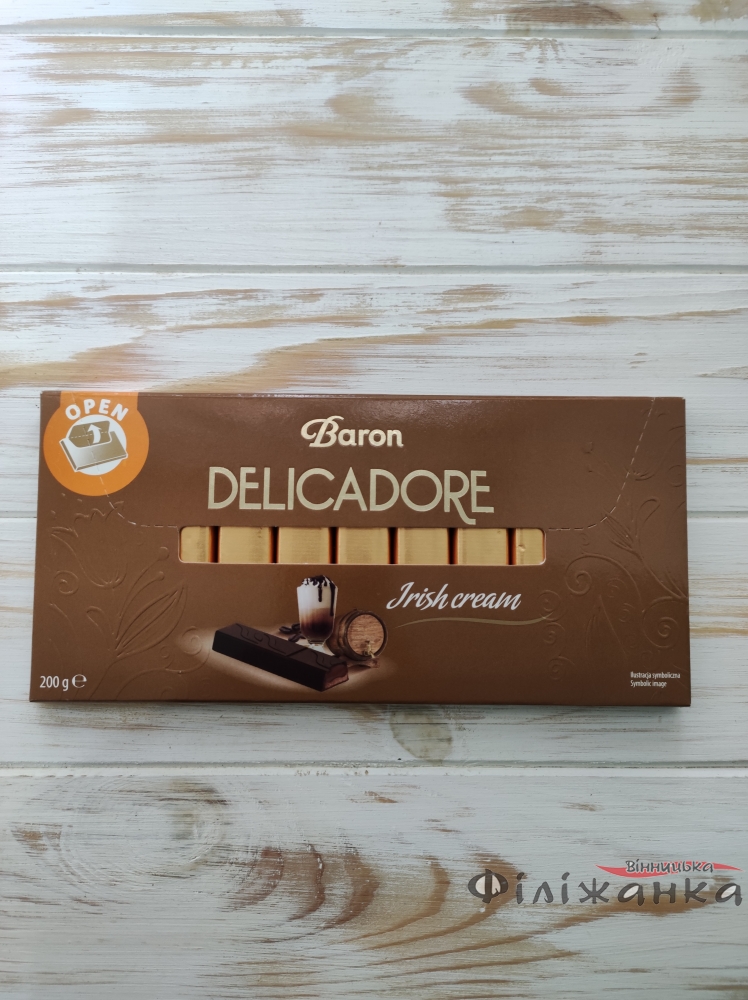 OPEN
Baron
DELICADORE
Irish cream
200 g ℮
Ilustracja symboliczna
Symbolic image
Вінницька
Філіжанка